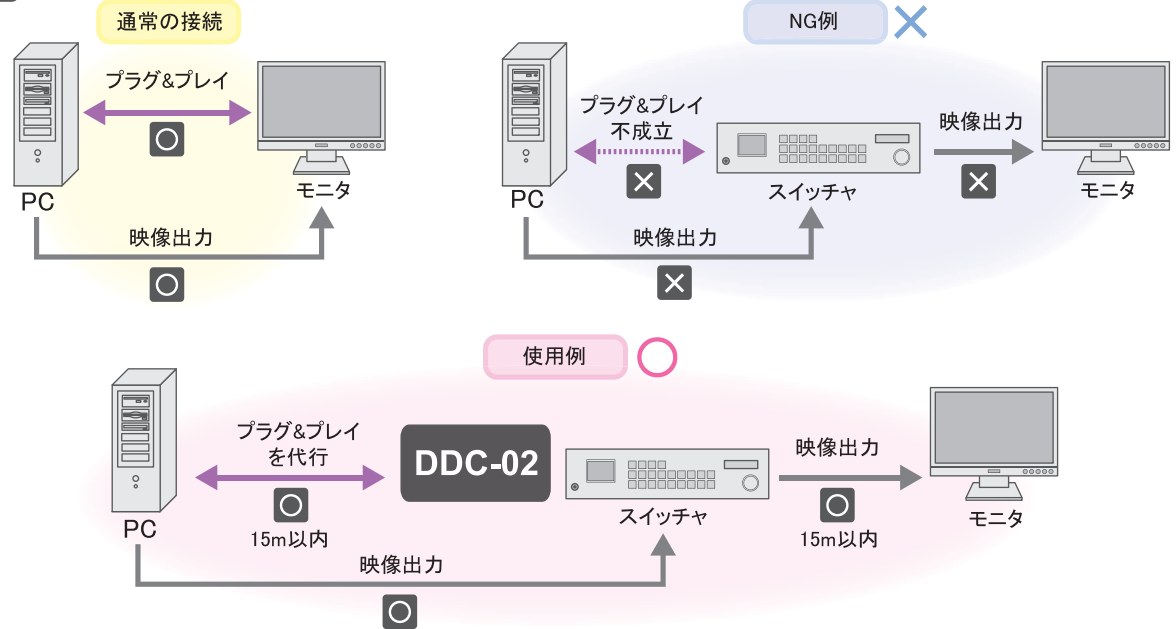 通常の接続
プラグ&プレイ
PC
モニタ
映像出力
NG例
プラグ&プレイ
不成立
映像出力
PC
スイッチャ
モニタ
映像出力
使用例
プラグ&プレイ
を代行
DDC-02
映像出力
15m以内
15m以内
PC
スイッチャ
モニタ
映像出力